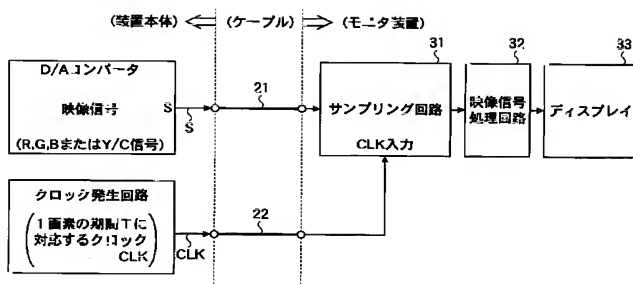 (装置本体) (ケーブル) (モニタ装置)
D/Aコンバータ
映像信号 S
(R,G,BまたはY/C信号)
S
21
31
サンプリング回路
CLK入力
32
映像信号
処理回路
33
ディスプレイ
クロック発生回路
1画素の期間Tに
対応するクロック
CLK
CLK
22